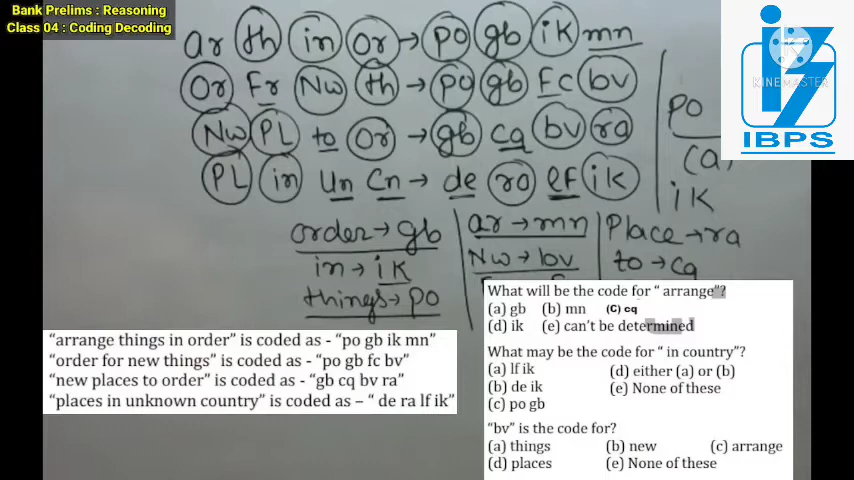 Bank Prelims : Reasoning
Class 04 : Coding Decoding
KINEMASTER
IBPS
ar th in Or → po gb ik mn
Or Fr Nw th → po gb Fc bv
Nw PL to Or → gb cq bv ra
PL in Un Cn → de ra lF ik
po
ik
order → gb
in → ik
things → po
ar → mn
Nw → bv
Place → ra
to → cq
"arrange things in order" is coded as - "po gb ik mn"
"order for new things" is coded as - "po gb fc bv"
"new places to order" is coded as - "gb cq bv ra"
"places in unknown country" is coded as – " de ra lf ik"
What will be the code for " arrange"?
(a) gb (b) mn (C) cq
(d) ik (e) can't be determined
What may be the code for " in country"?
(a) lf ik (d) either (a) or (b)
(b) de ik (e) None of these
(c) po gb
"bv" is the code for?
(a) things (b) new (c) arrange
(d) places (e) None of these